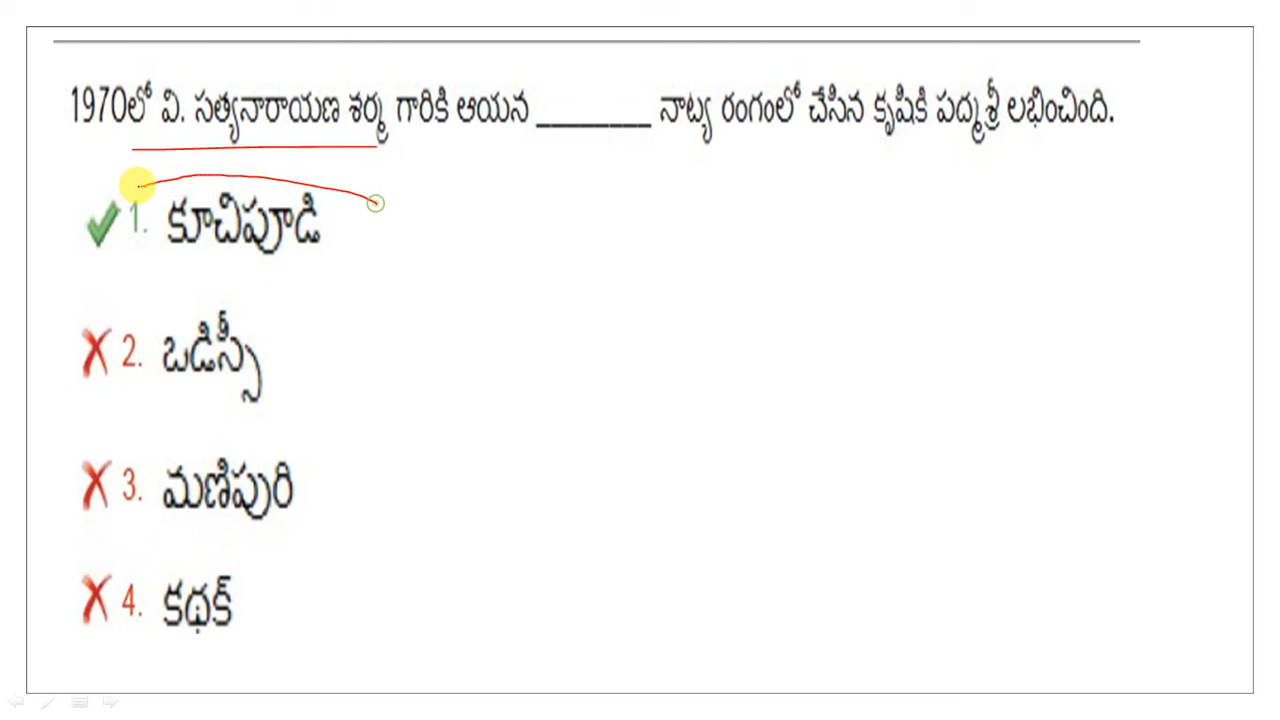 1970లో వి. సత్యనారాయణ శర్మ గారికి ఆయన ________ నాట్య రంగంలో చేసిన కృషికి పద్మశ్రీ లభించింది.
1. కూచిపూడి
2. ఒడిస్సీ
3. మణిపురి
4. కథక్